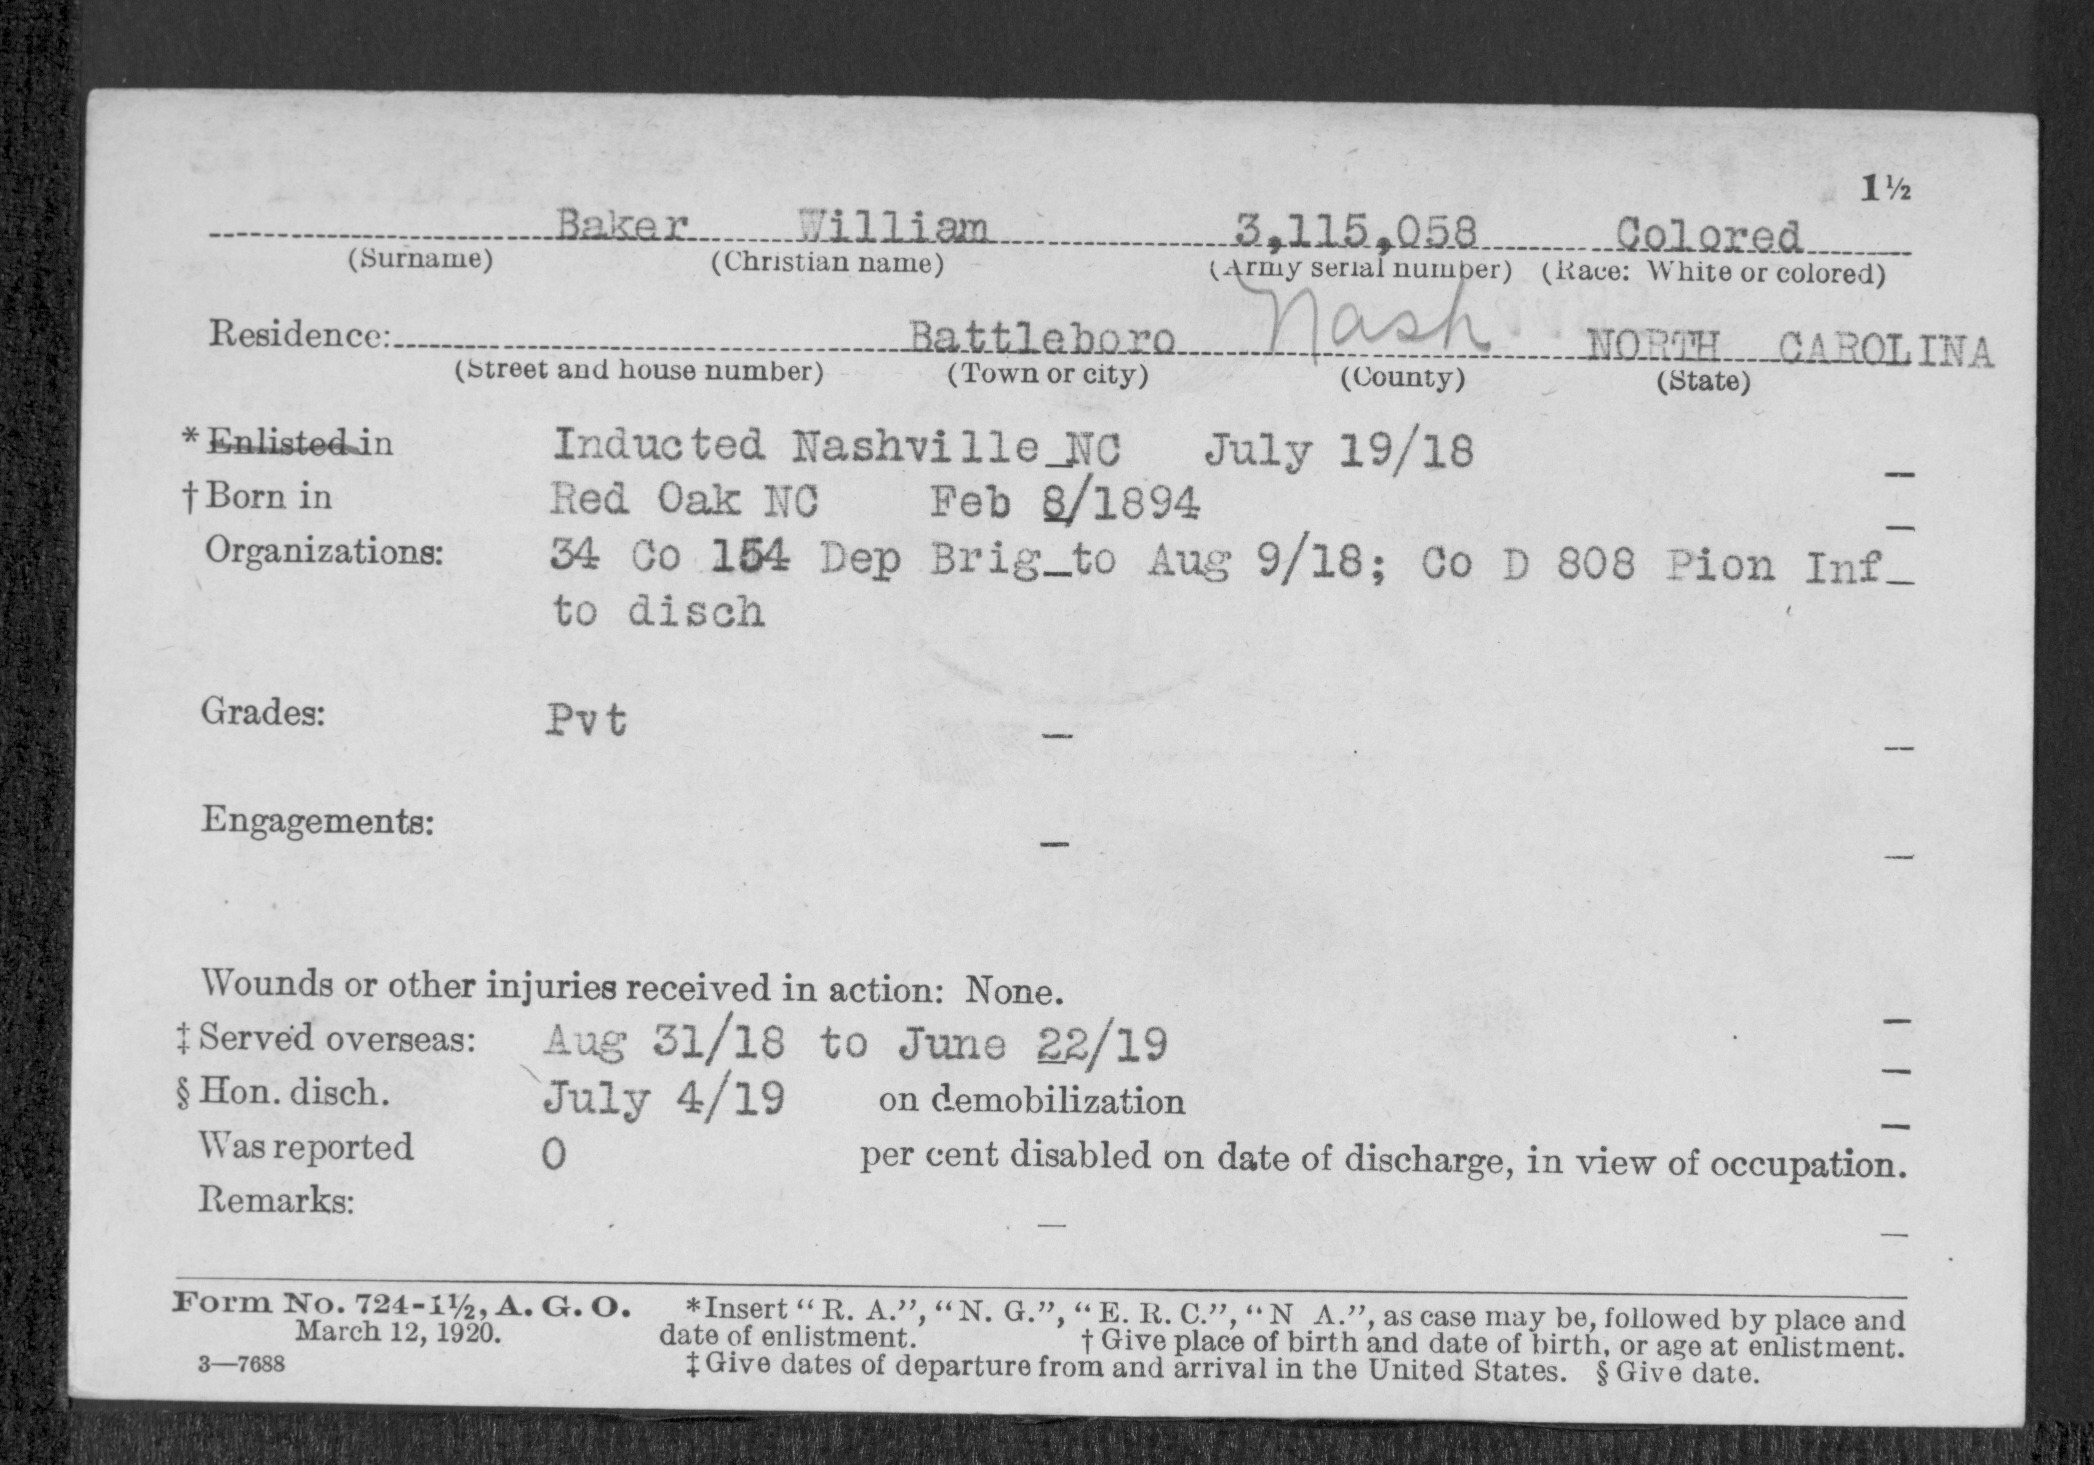 1½
Baker William 3,115,058 Colored
(Surname) (Christian name) (Army serial number) (Race: White or colored)
Residence: Battleboro Nash NORTH CAROLINA
(Street and house number) (Town or city) (County) (State)
* Enlisted in Inducted Nashville_NC July 19/18 _
† Born in Red Oak NC Feb 8/1894 _
Organizations: 34 Co 154 Dep Brig_to Aug 9/18; Co D 808 Pion Inf_
to disch
Grades: Pvt _ _
Engagements: _ _
Wounds or other injuries received in action: None. _
‡ Served overseas: Aug 31/18 to June 22/19 _
§ Hon. disch. July 4/19 on demobilization _
Was reported 0 per cent disabled on date of discharge, in view of occupation.
Remarks: _ _
Form No. 724-1½, A. G. O. *Insert "R. A.", "N. G.", "E. R. C.", "N A.", as case may be, followed by place and
March 12, 1920. date of enlistment. † Give place of birth and date of birth, or age at enlistment.
3—7688 ‡ Give dates of departure from and arrival in the United States. § Give date.